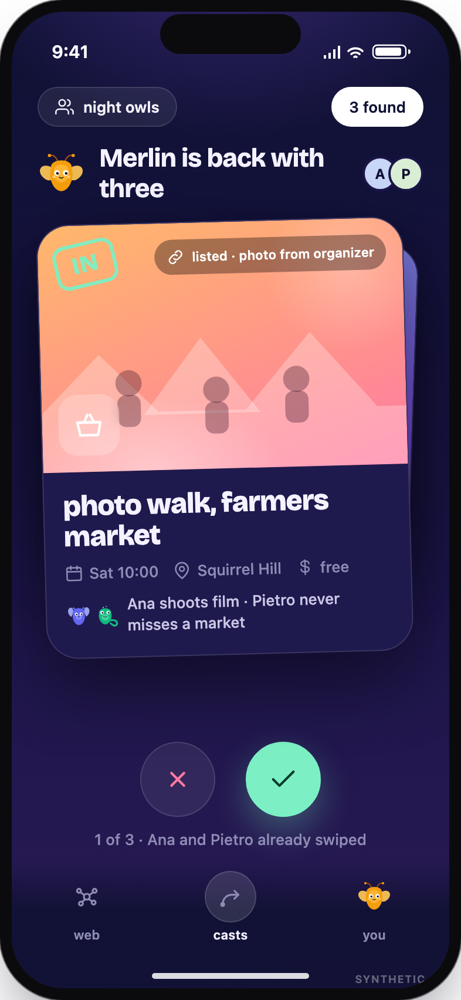 9:41
night owls
3 found
Merlin is back with
three
A
P
IN
listed · photo from organizer
photo walk, farmers
market
Sat 10:00
Squirrel Hill
$ free
Ana shoots film · Pietro never
misses a market
1 of 3 · Ana and Pietro already swiped
web
casts
you
SYNTHETIC